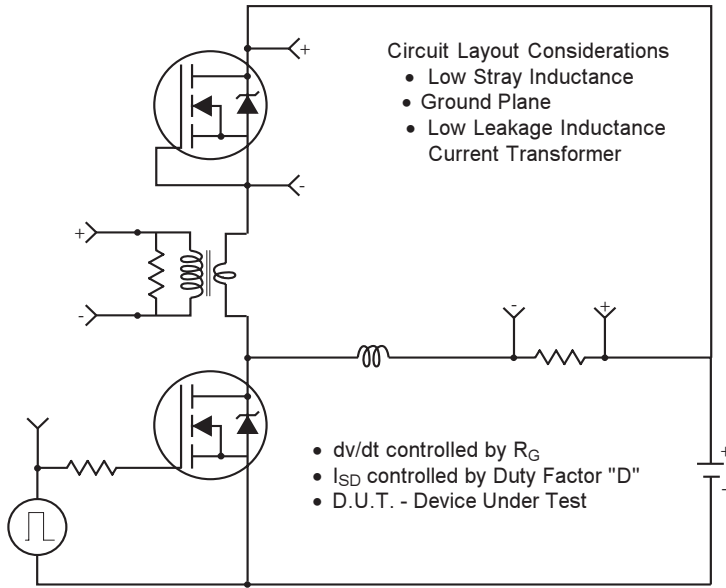 +
Circuit Layout Considerations
• Low Stray Inductance
• Ground Plane
• Low Leakage Inductance
Current Transformer
-
+
-
-
+
• dv/dt controlled by RG
• ISD controlled by Duty Factor "D"
• D.U.T. - Device Under Test
+
-